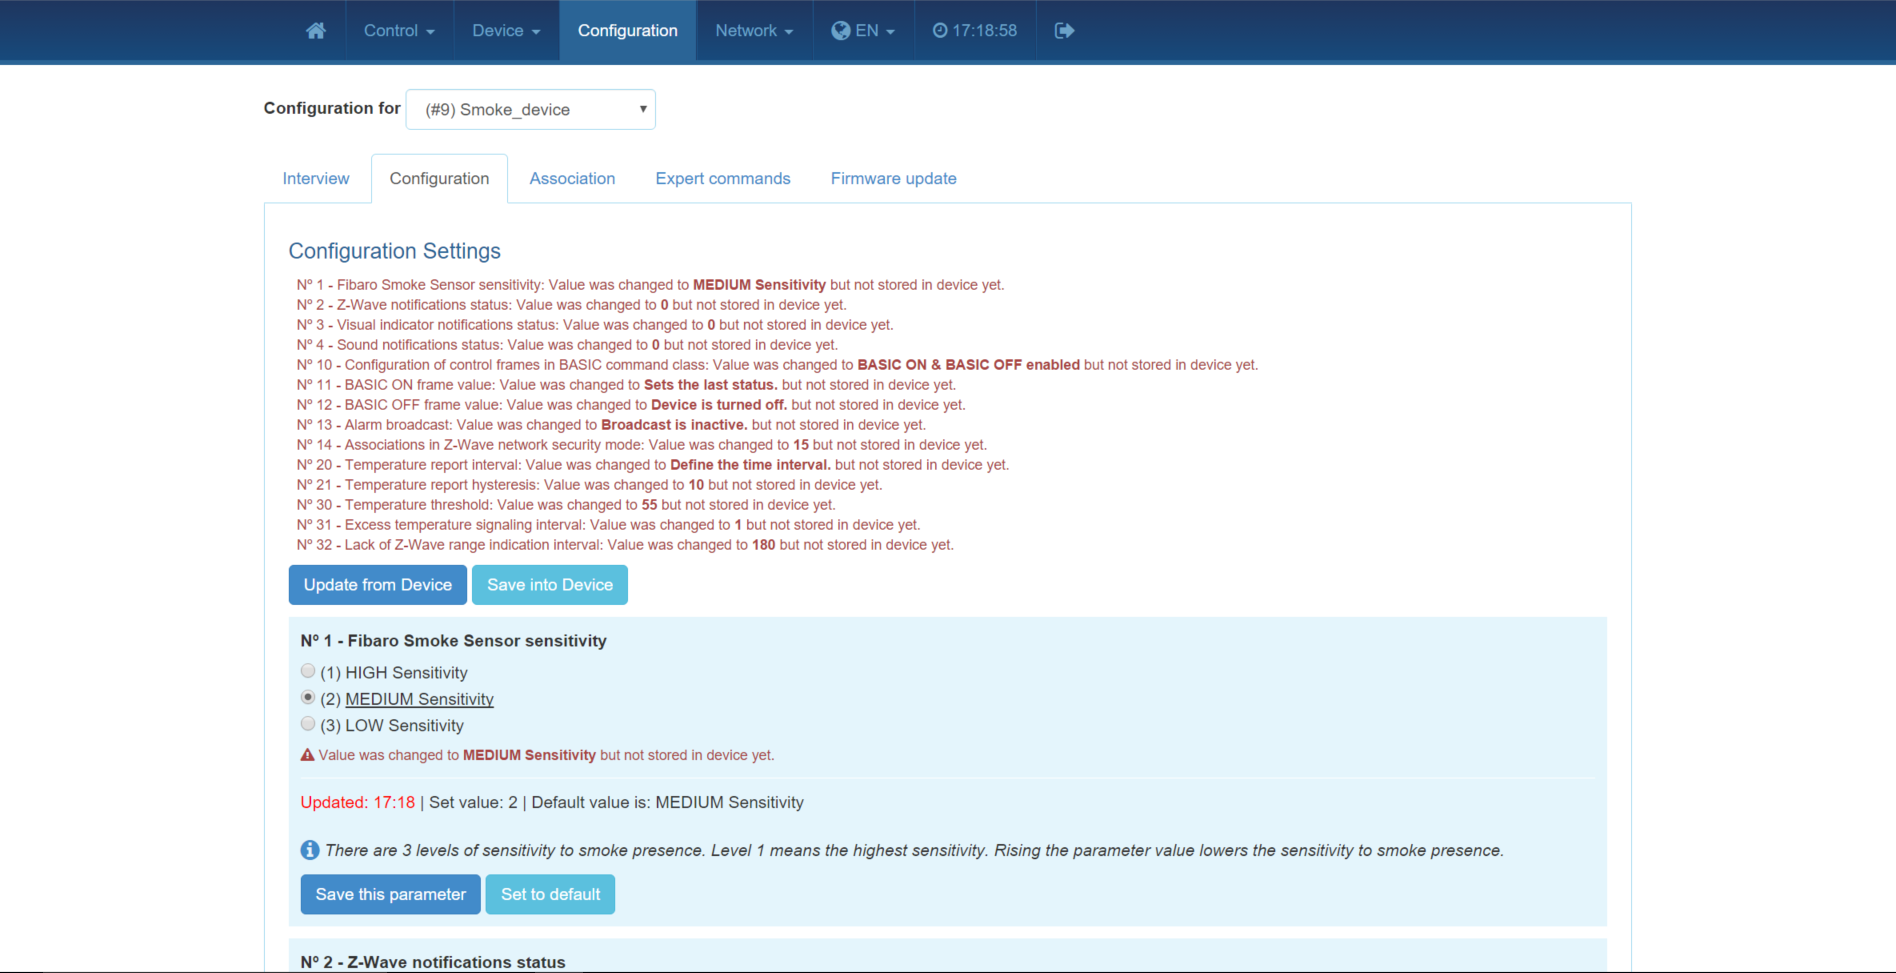 Control Device Configuration Network EN 17:18:58
Configuration for (#9) Smoke_device
Interview Configuration Association Expert commands Firmware update
Configuration Settings
Nº 1 - Fibaro Smoke Sensor sensitivity: Value was changed to MEDIUM Sensitivity but not stored in device yet.
Nº 2 - Z-Wave notifications status: Value was changed to 0 but not stored in device yet.
Nº 3 - Visual indicator notifications status: Value was changed to 0 but not stored in device yet.
Nº 4 - Sound notifications status: Value was changed to 0 but not stored in device yet.
Nº 10 - Configuration of control frames in BASIC command class: Value was changed to BASIC ON & BASIC OFF enabled but not stored in device yet.
Nº 11 - BASIC ON frame value: Value was changed to Sets the last status. but not stored in device yet.
Nº 12 - BASIC OFF frame value: Value was changed to Device is turned off. but not stored in device yet.
Nº 13 - Alarm broadcast: Value was changed to Broadcast is inactive. but not stored in device yet.
Nº 14 - Associations in Z-Wave network security mode: Value was changed to 15 but not stored in device yet.
Nº 20 - Temperature report interval: Value was changed to Define the time interval. but not stored in device yet.
Nº 21 - Temperature report hysteresis: Value was changed to 10 but not stored in device yet.
Nº 30 - Temperature threshold: Value was changed to 55 but not stored in device yet.
Nº 31 - Excess temperature signaling interval: Value was changed to 1 but not stored in device yet.
Nº 32 - Lack of Z-Wave range indication interval: Value was changed to 180 but not stored in device yet.
Update from Device Save into Device
Nº 1 - Fibaro Smoke Sensor sensitivity
(1) HIGH Sensitivity
(2) MEDIUM Sensitivity
(3) LOW Sensitivity
Value was changed to MEDIUM Sensitivity but not stored in device yet.
Updated: 17:18 | Set value: 2 | Default value is: MEDIUM Sensitivity
There are 3 levels of sensitivity to smoke presence. Level 1 means the highest sensitivity. Rising the parameter value lowers the sensitivity to smoke presence.
Save this parameter Set to default
Nº 2 - Z-Wave notifications status